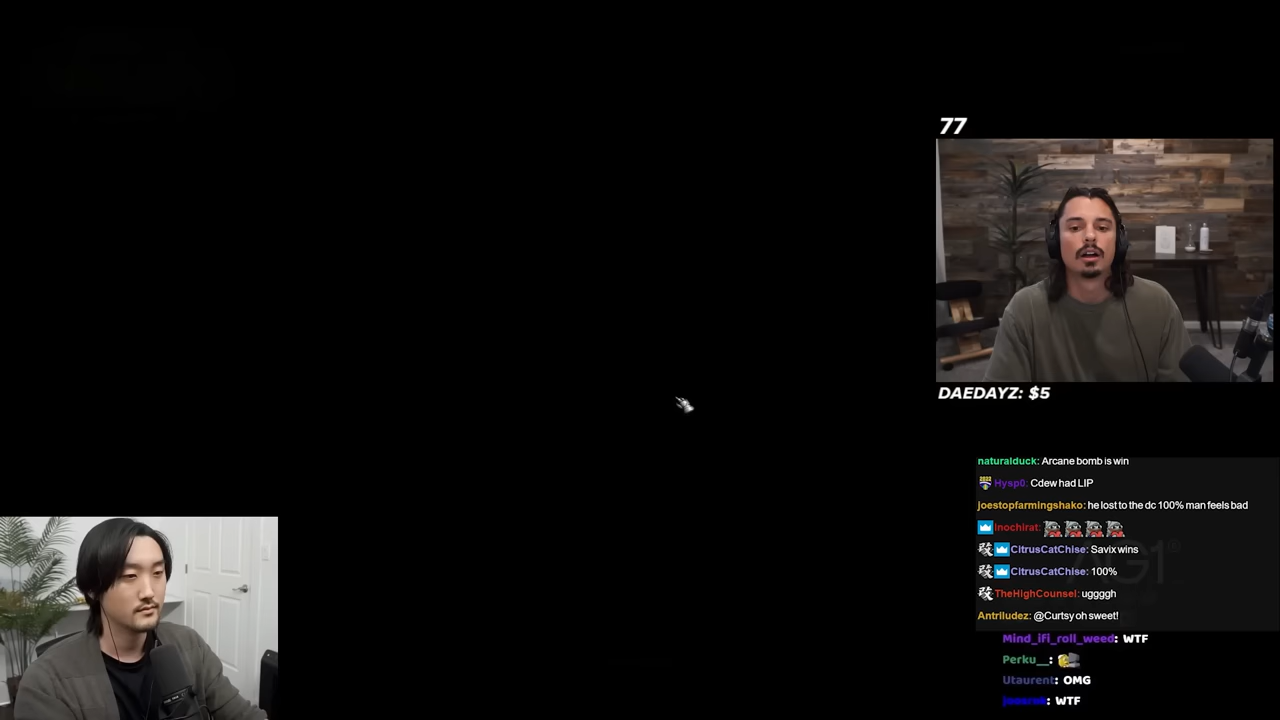 77
DAEDAYZ: $5
naturalduck: Arcane bomb is win
Hysp0: Cdew had LIP
joestopfarmingshako: he lost to the dc 100% man feels bad
Inochirat:
CitrusCatChise: Savix wins
CitrusCatChise: 100%
TheHighCounsel: uggggh
Antriludez: @Curtsy oh sweet!
AG1
Mind_ifi_roll_weed: WTF
Perku__:
Utaurent: OMG
: WTF